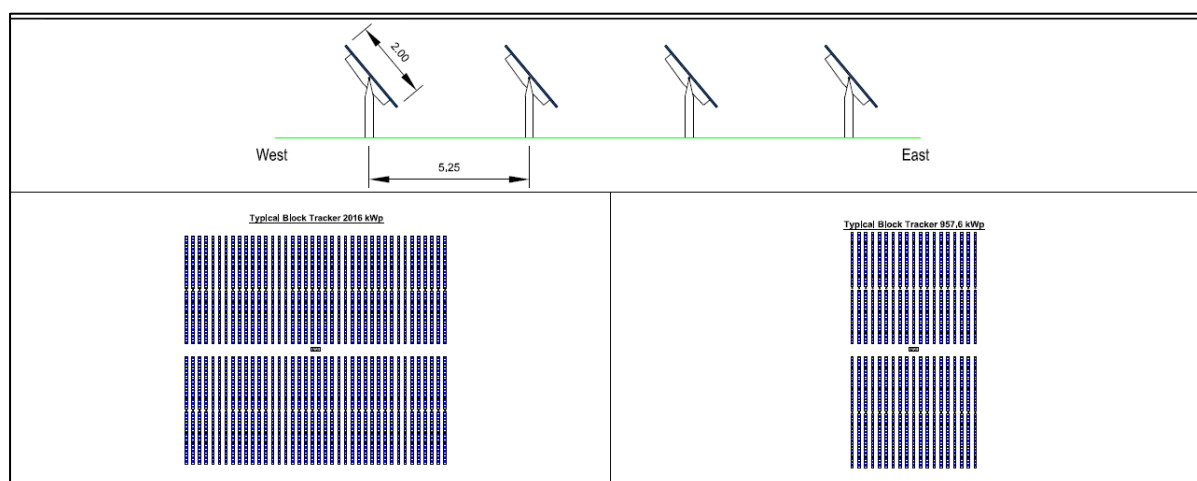 2.00
West
East
5,25
Typical Block Tracker 2016 kWp
Typical Block Tracker 957,6 kWp